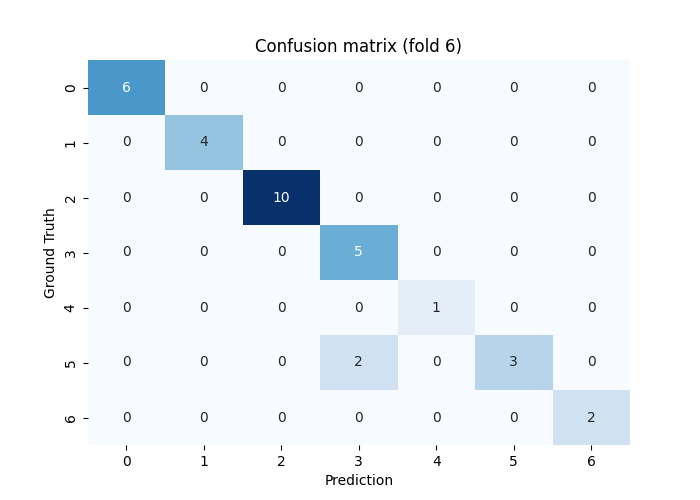 Confusion matrix (fold 6)
0 6 0 0 0 0 0 0
1 0 4 0 0 0 0 0
2 0 0 10 0 0 0 0
3 0 0 0 5 0 0 0
4 0 0 0 0 1 0 0
5 0 0 0 2 0 3 0
6 0 0 0 0 0 0 2
Ground Truth
0 1 2 3 4 5 6
Prediction